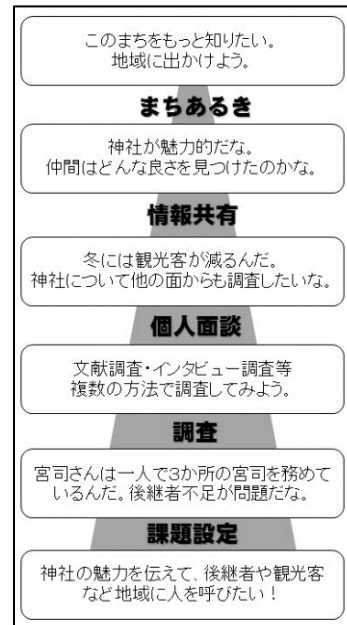 このまちをもっと知りたい。
地域に出かけよう。
まちあるき
神社が魅力的だな。
仲間はどんな良さを見つけたのかな。
情報共有
冬には観光客が減るんだ。
神社について他の面からも調査したいな。
個人面談
文献調査・インタビュー調査等
複数の方法で調査してみよう。
調査
宮司さんは一人で3か所の宮司を務めて
いるんだ。後継者不足が問題だな。
課題設定
神社の魅力を伝えて、後継者や観光客
など地域に人を呼びたい！